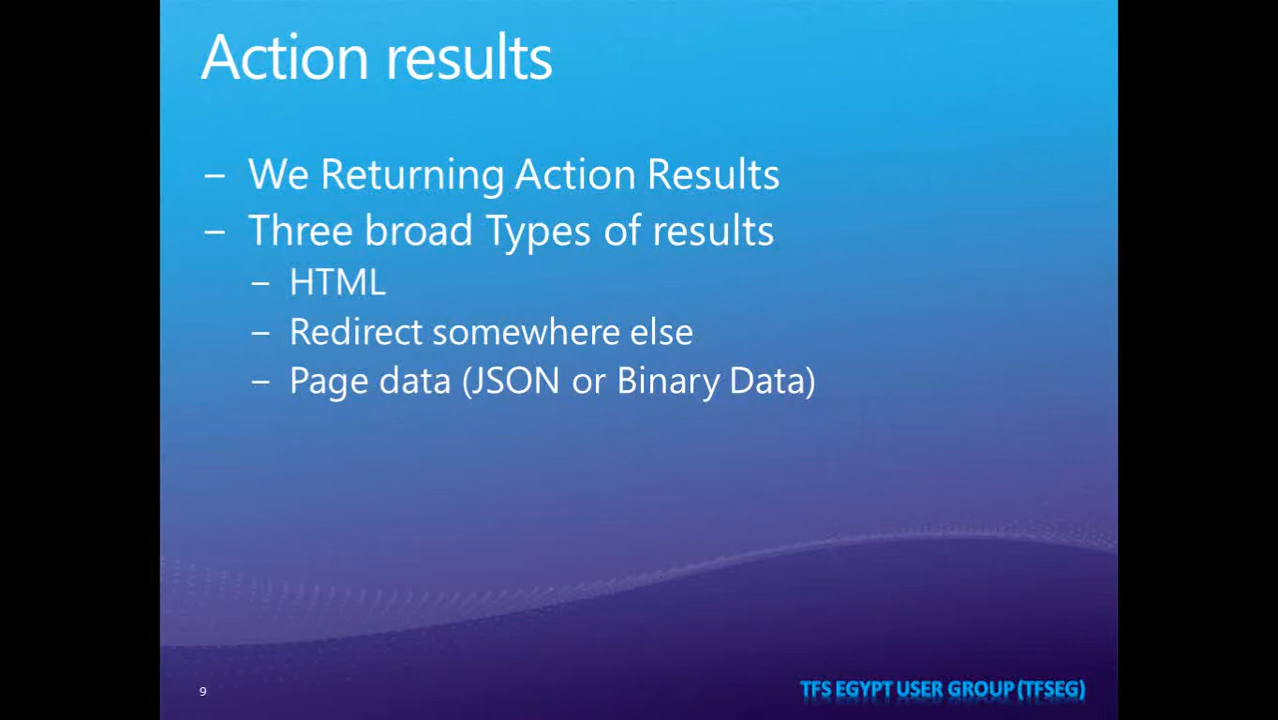 Action results
– We Returning Action Results
– Three broad Types of results
– HTML
– Redirect somewhere else
– Page data (JSON or Binary Data)
9
TFS EGYPT USER GROUP (TFSEG)